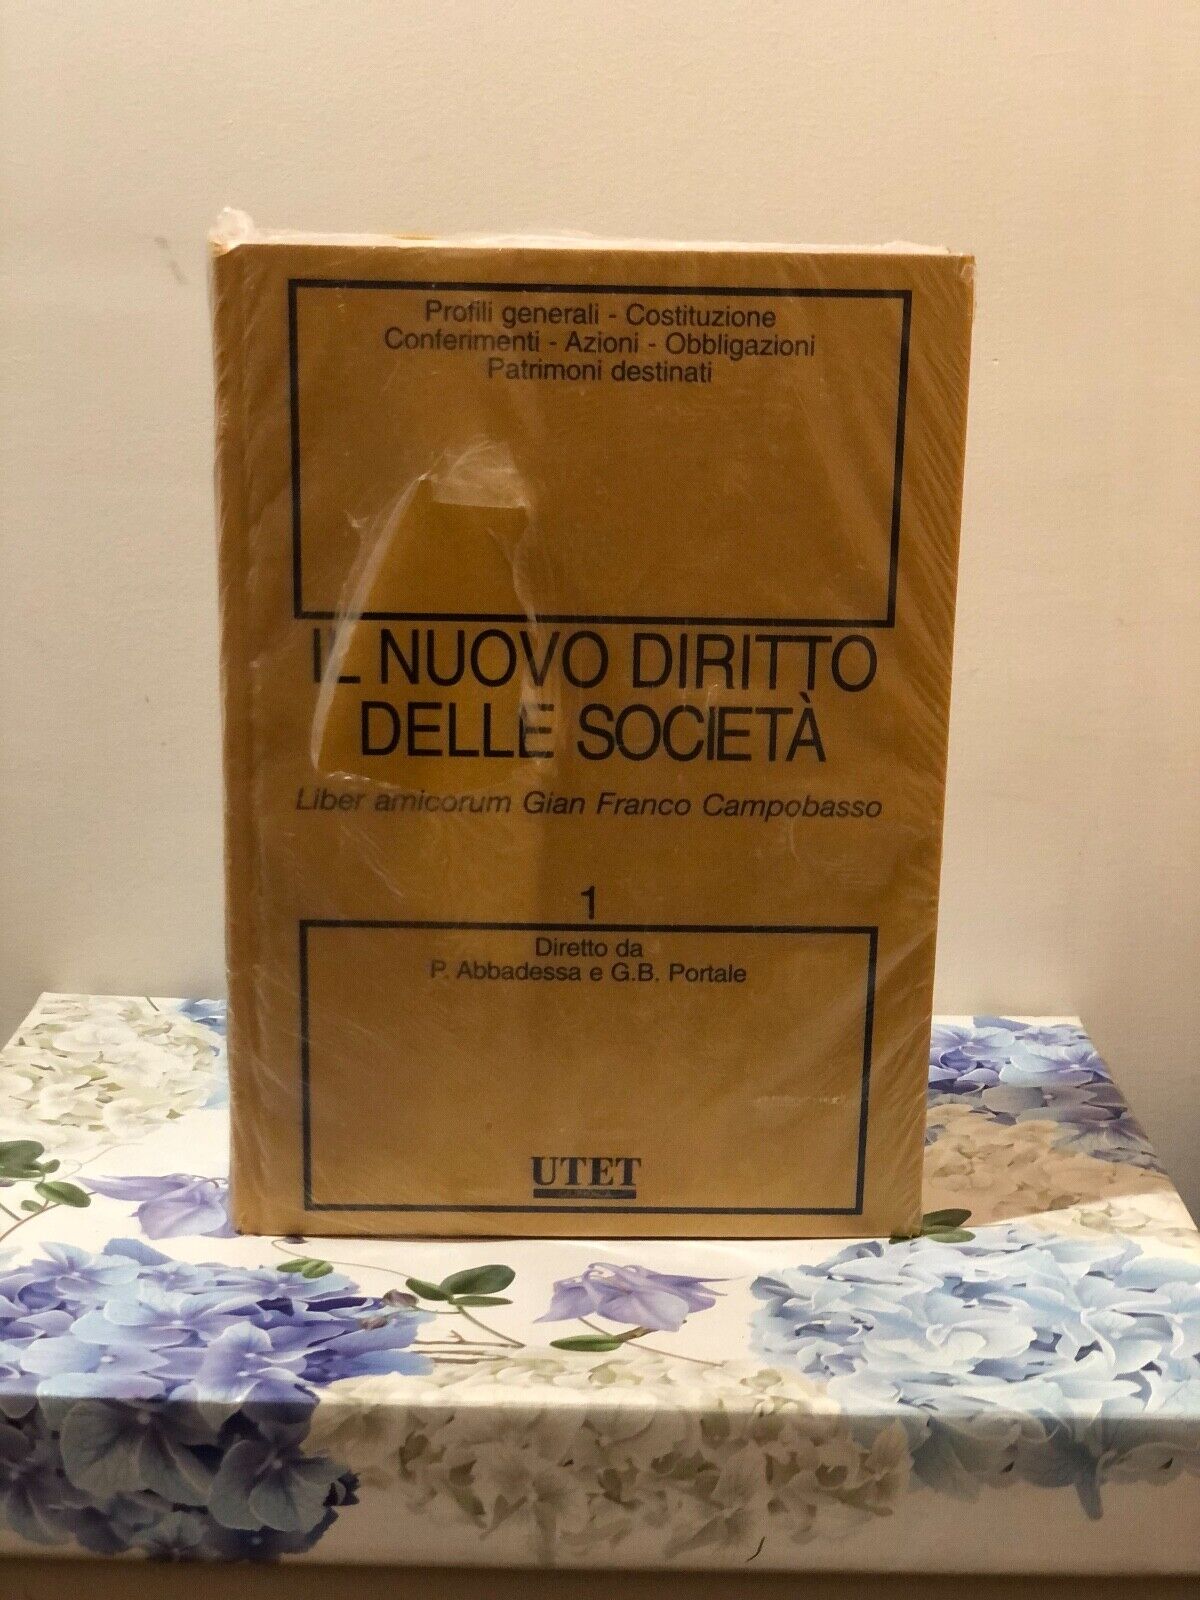 Profili generali - Costituzione
Conferimenti - Azioni - Obbligazioni
Patrimoni destinati
IL NUOVO DIRITTO
DELLE SOCIETÀ
Liber amicorum Gian Franco Campobasso
1
Diretto da
P. Abbadessa e G.B. Portale
UTET